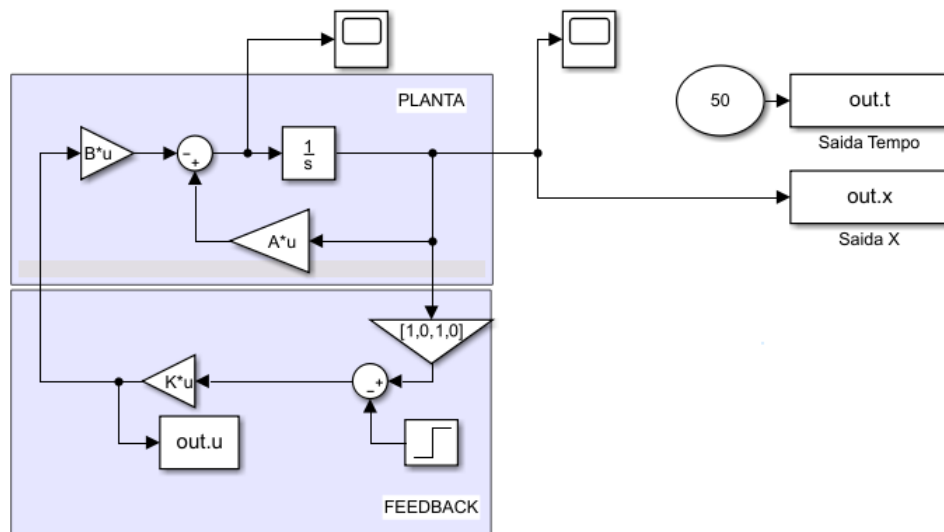 PLANTA
50
out.t
Saida Tempo
B*u
1
s
out.x
Saida X
A*u
[1,0,1,0]
K*u
out.u
FEEDBACK